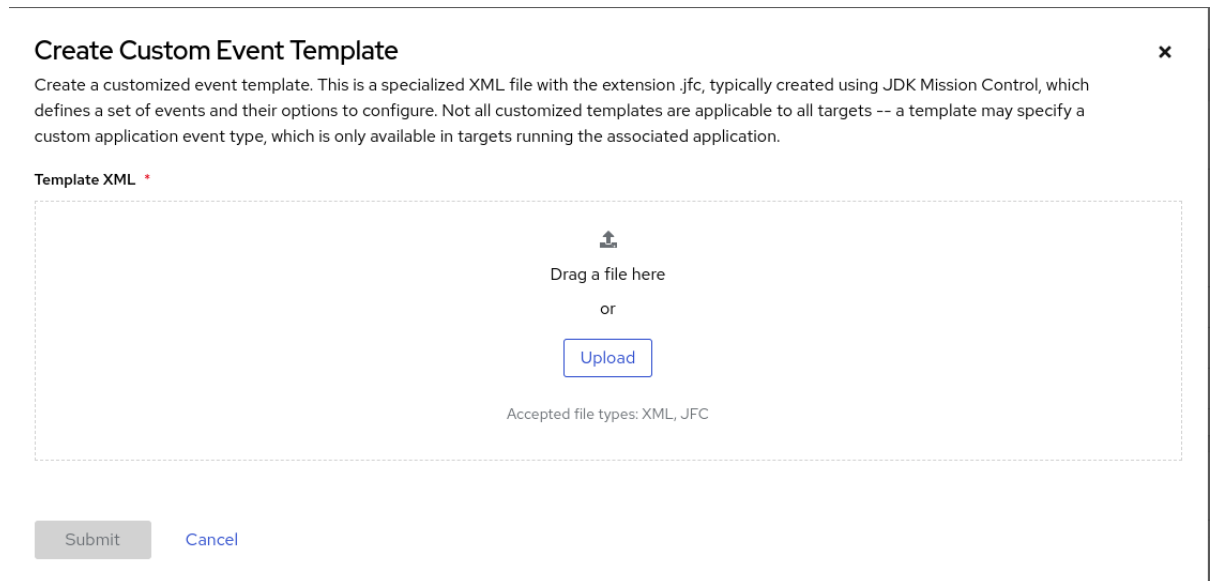 Create Custom Event Template
Create a customized event template. This is a specialized XML file with the extension .jfc, typically created using JDK Mission Control, which
defines a set of events and their options to configure. Not all customized templates are applicable to all targets -- a template may specify a
custom application event type, which is only available in targets running the associated application.
Template XML *
Drag a file here
or
Upload
Accepted file types: XML, JFC
Submit Cancel